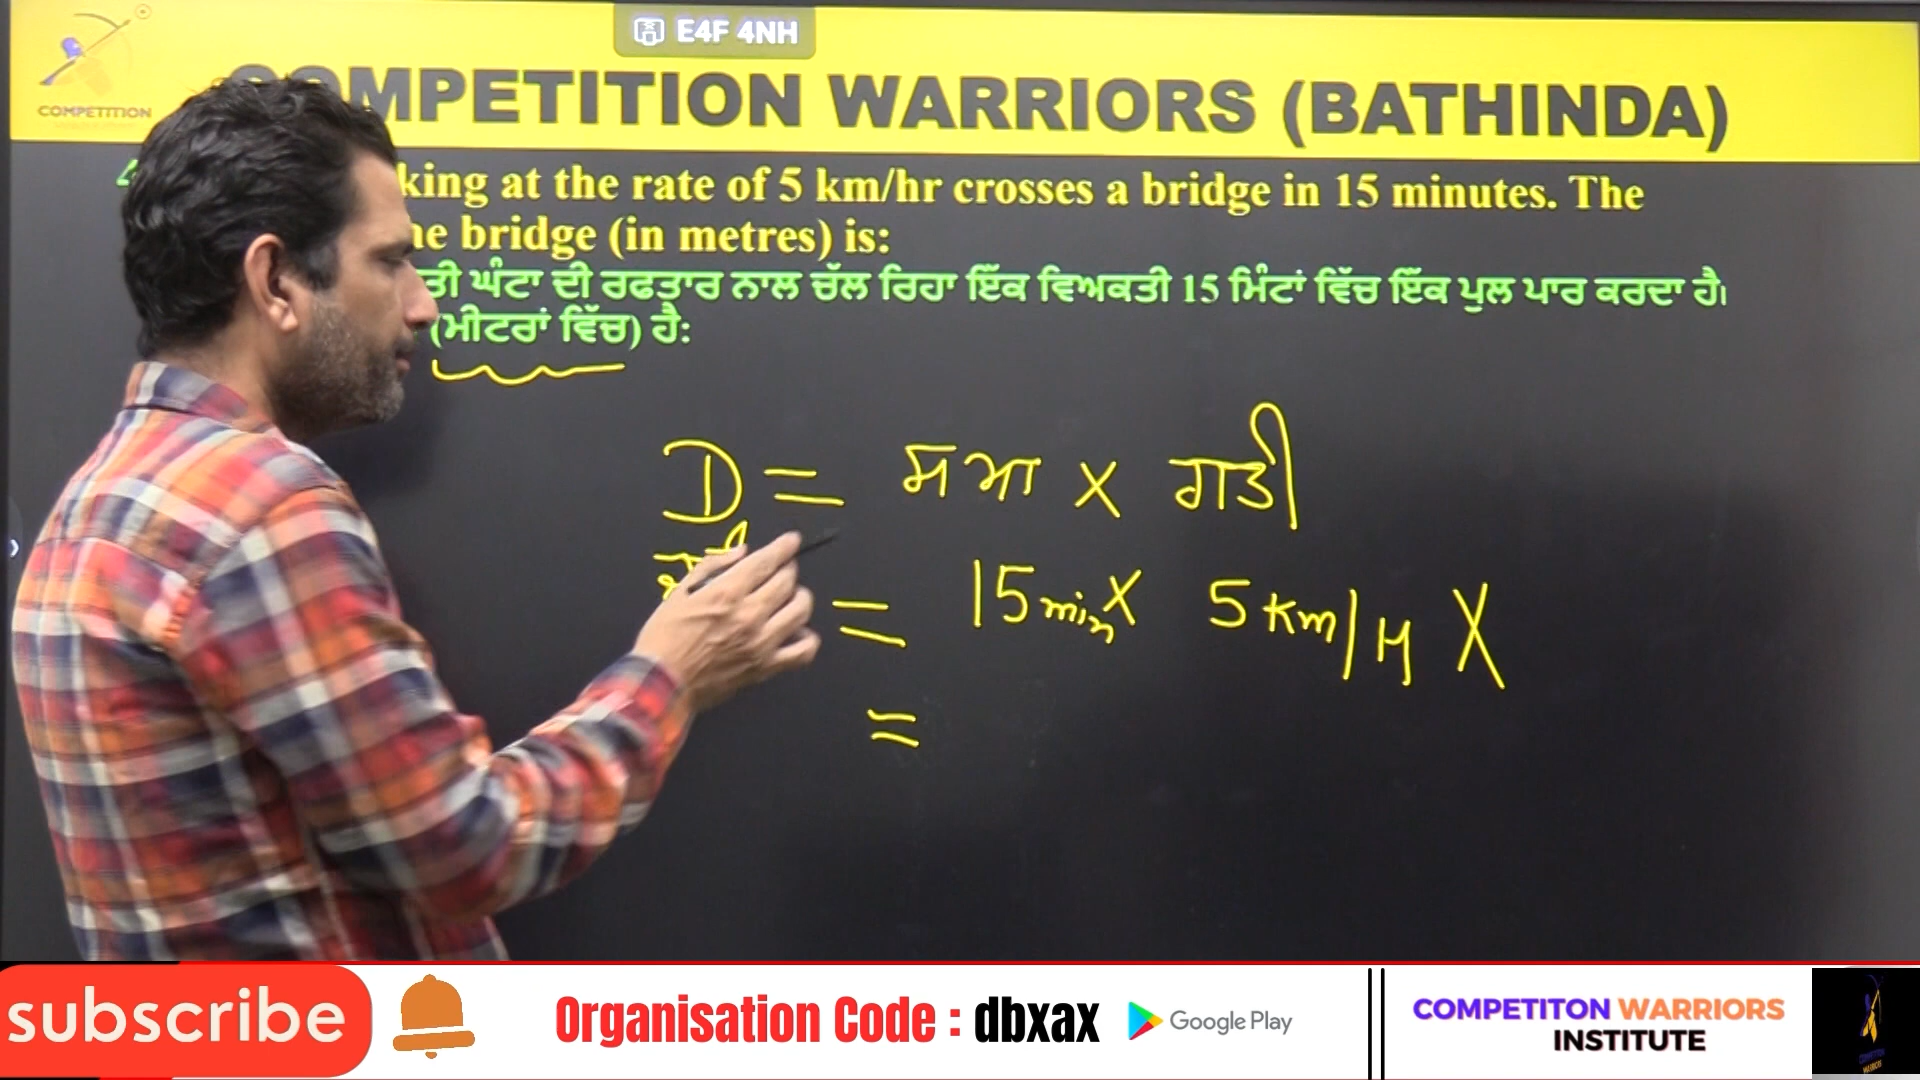 E4F 4NH
COMPETITION
COMPETITION WARRIORS (BATHINDA)
king at the rate of 5 km/hr crosses a bridge in 15 minutes. The
he bridge (in metres) is:
ਤੀ ਘੰਟਾ ਦੀ ਰਫਤਾਰ ਨਾਲ ਚੱਲ ਰਿਹਾ ਇੱਕ ਵਿਅਕਤੀ 15 ਮਿੰਟਾਂ ਵਿੱਚ ਇੱਕ ਪੁਲ ਪਾਰ ਕਰਦਾ ਹੈ।
(ਮੀਟਰਾਂ ਵਿੱਚ) ਹੈ:
D = ਸਮਾ X ਗਤੀ
= 15 min X 5 Km/H X
=
subscribe
Organisation Code : dbxax
Google Play
COMPETITON WARRIORS
INSTITUTE